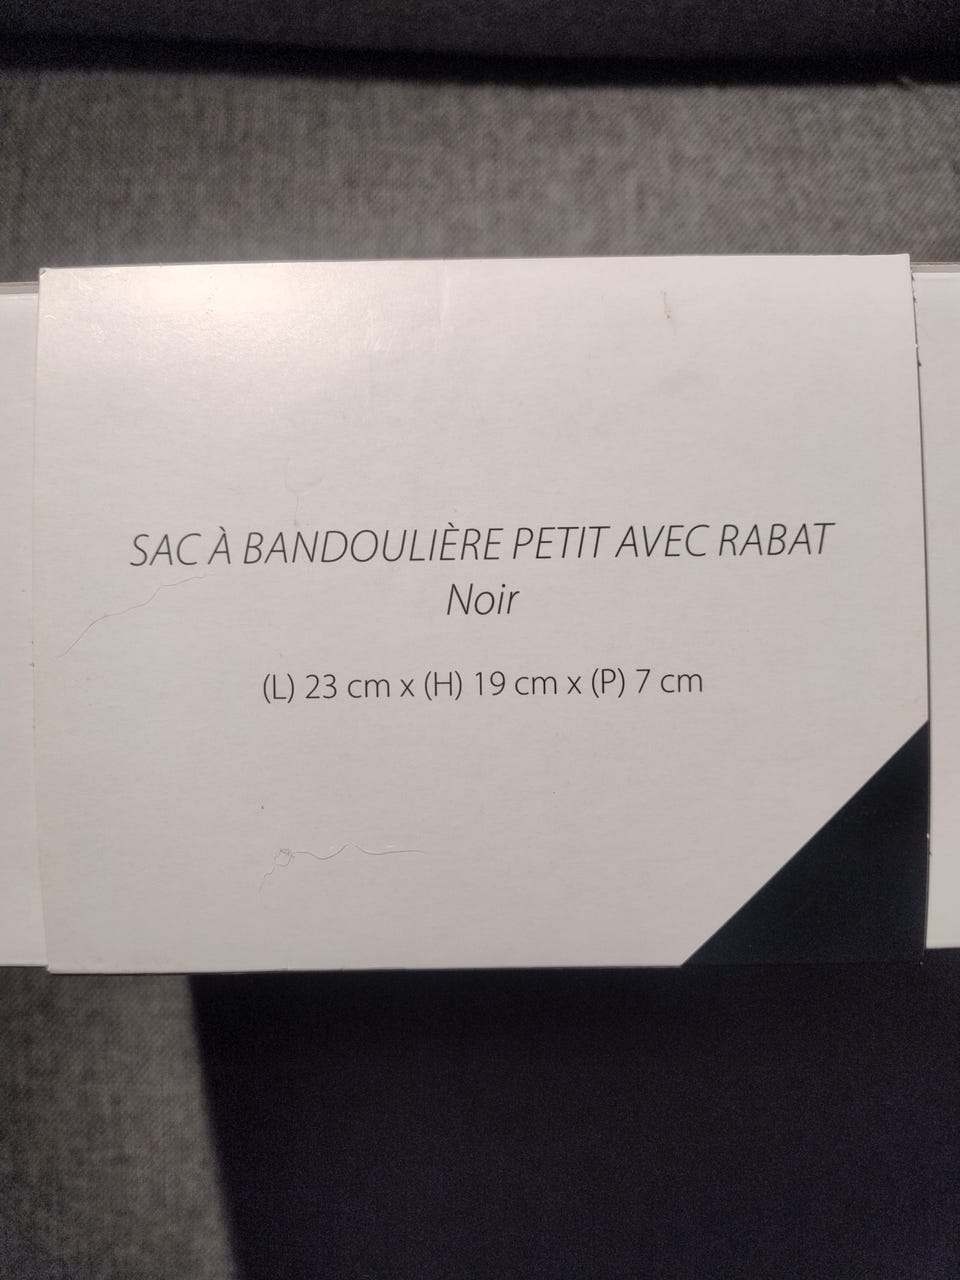 SAC À BANDOULIÈRE PETIT AVEC RABAT
Noir
(L) 23 cm x (H) 19 cm x (P) 7 cm